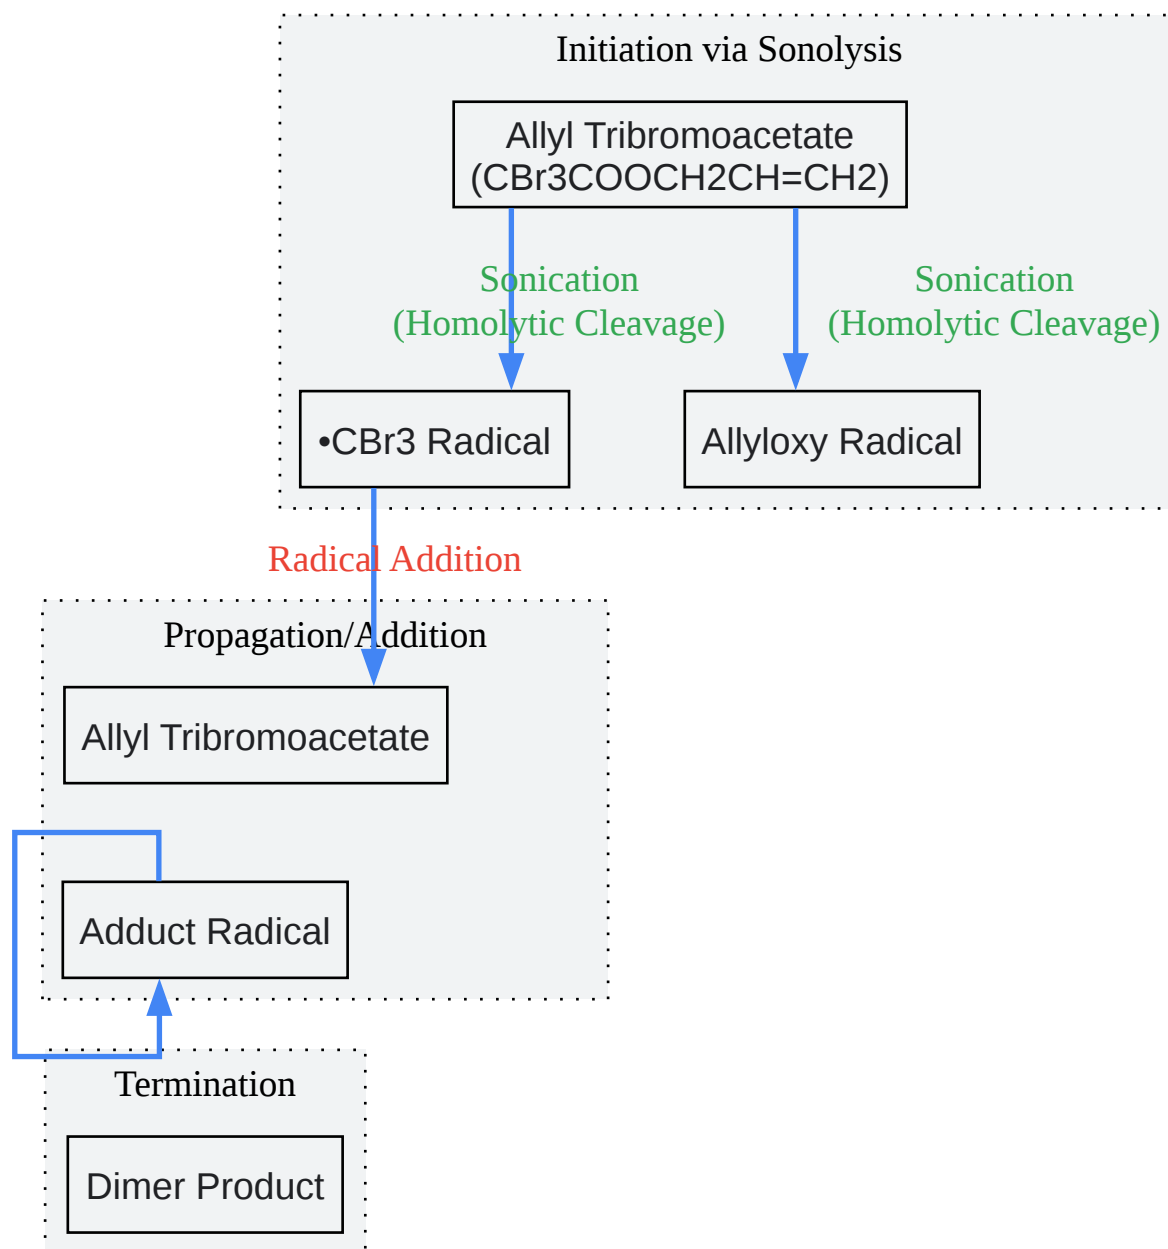 Initiation via Sonolysis
Allyl Tribromoacetate
(CBr3COOCH2CH=CH2)
Sonication
(Homolytic Cleavage)
Sonication
(Homolytic Cleavage)
•CBr3 Radical
Allyloxy Radical
Radical Addition
Propagation/Addition
Allyl Tribromoacetate
Adduct Radical
Termination
Dimer Product